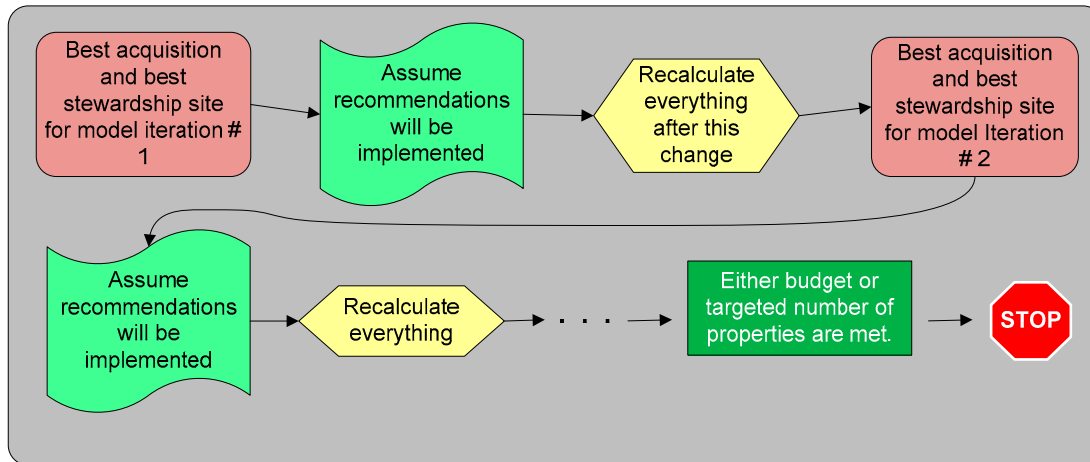 Best acquisition
and best
stewardship site
for model iteration #
1
Assume
recommendations
will be
implemented
Recalculate
everything
after this
change
Best acquisition
and best
stewardship site
for model Iteration
# 2
Assume
recommendations
will be
implemented
Recalculate
everything
. . .
Either budget or
targeted number of
properties are met.
STOP